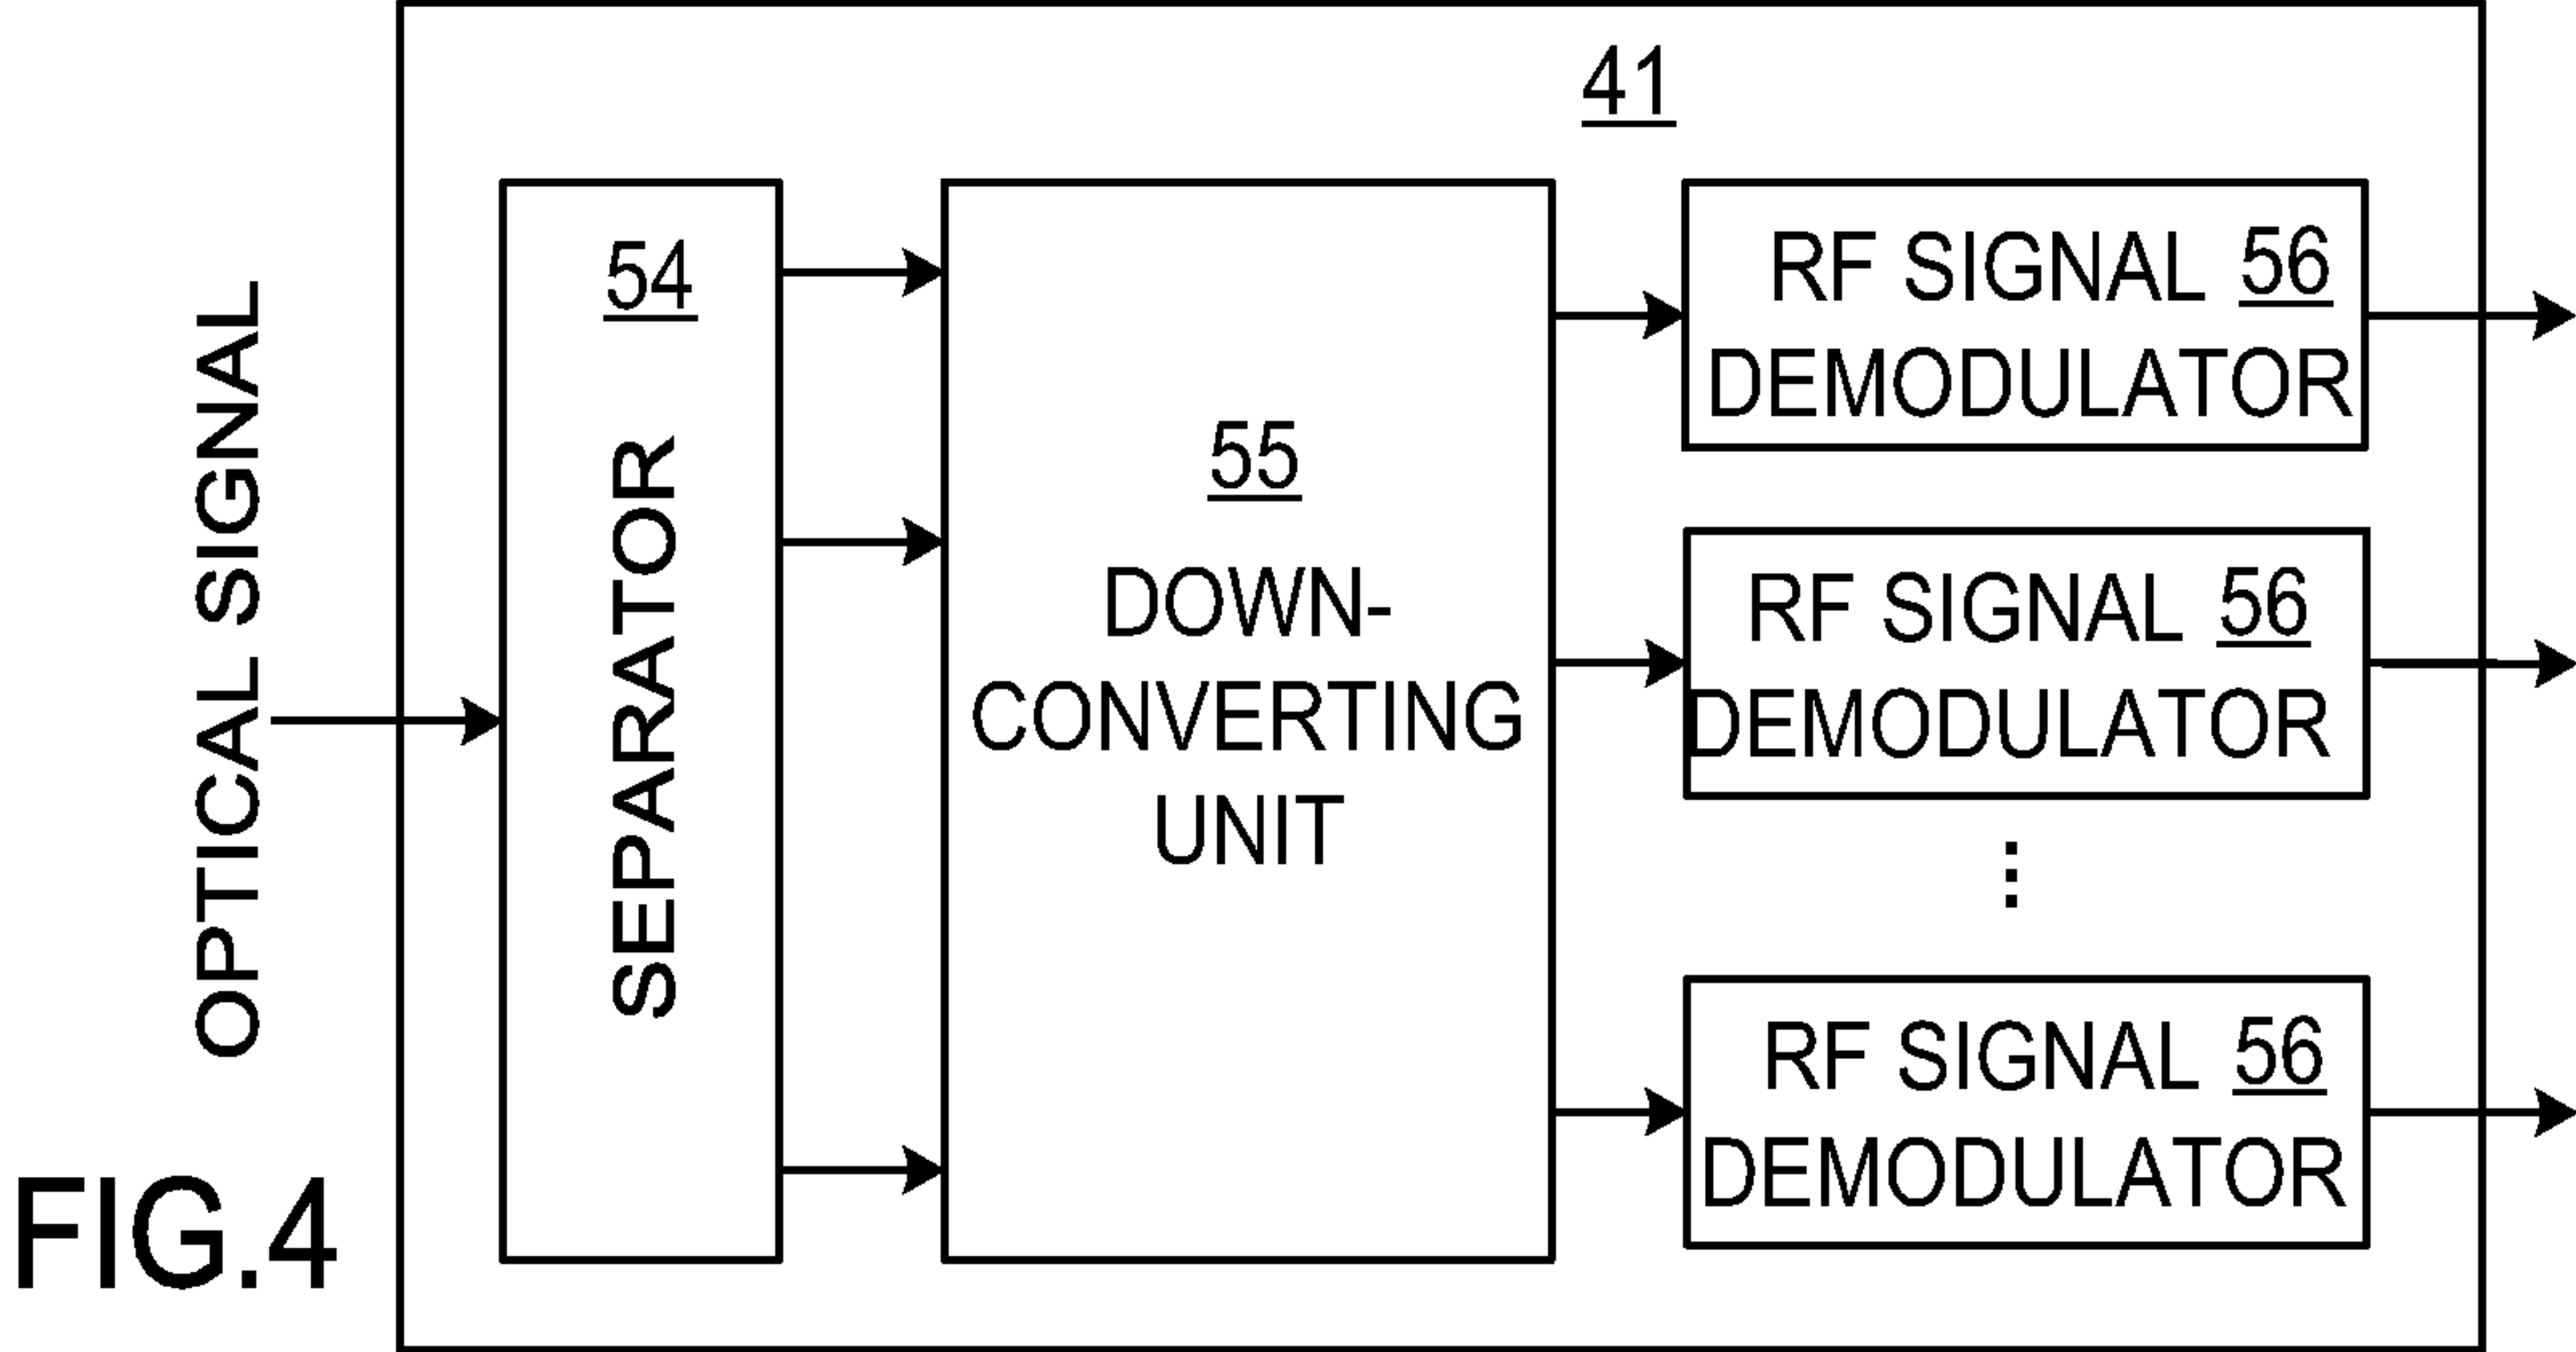 41
OPTICAL SIGNAL
54
SEPARATOR
55
DOWN-
CONVERTING
UNIT
RF SIGNAL 56
DEMODULATOR
RF SIGNAL 56
DEMODULATOR
RF SIGNAL 56
DEMODULATOR
FIG.4